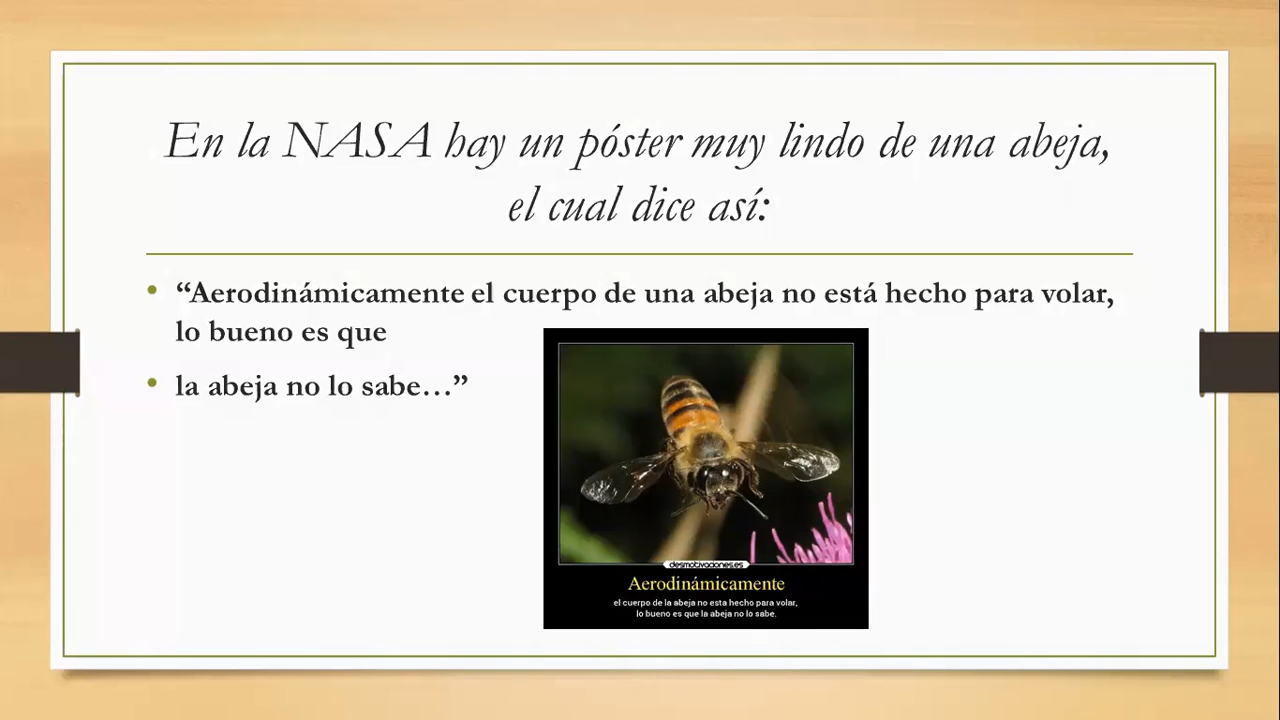 En la NASA hay un póster muy lindo de una abeja,
el cual dice así:
• “Aerodinámicamente el cuerpo de una abeja no está hecho para volar,
lo bueno es que
• la abeja no lo sabe…”
desmotivaciones.es
Aerodinámicamente
el cuerpo de la abeja no esta hecho para volar,
lo bueno es que la abeja no lo sabe.